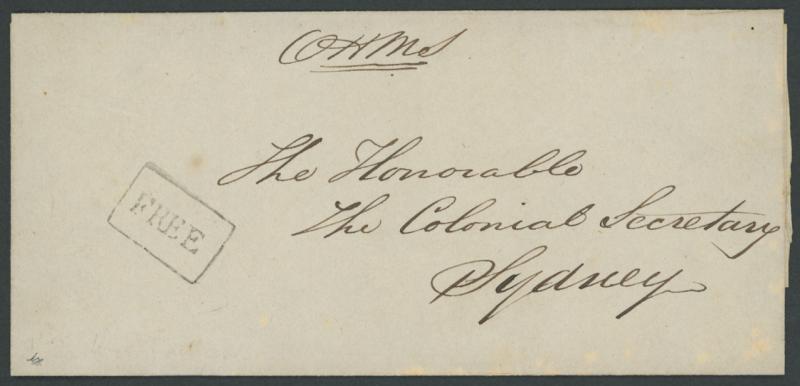 OHMS
The Honorable
The Colonial Secretary
Sydney
FREE